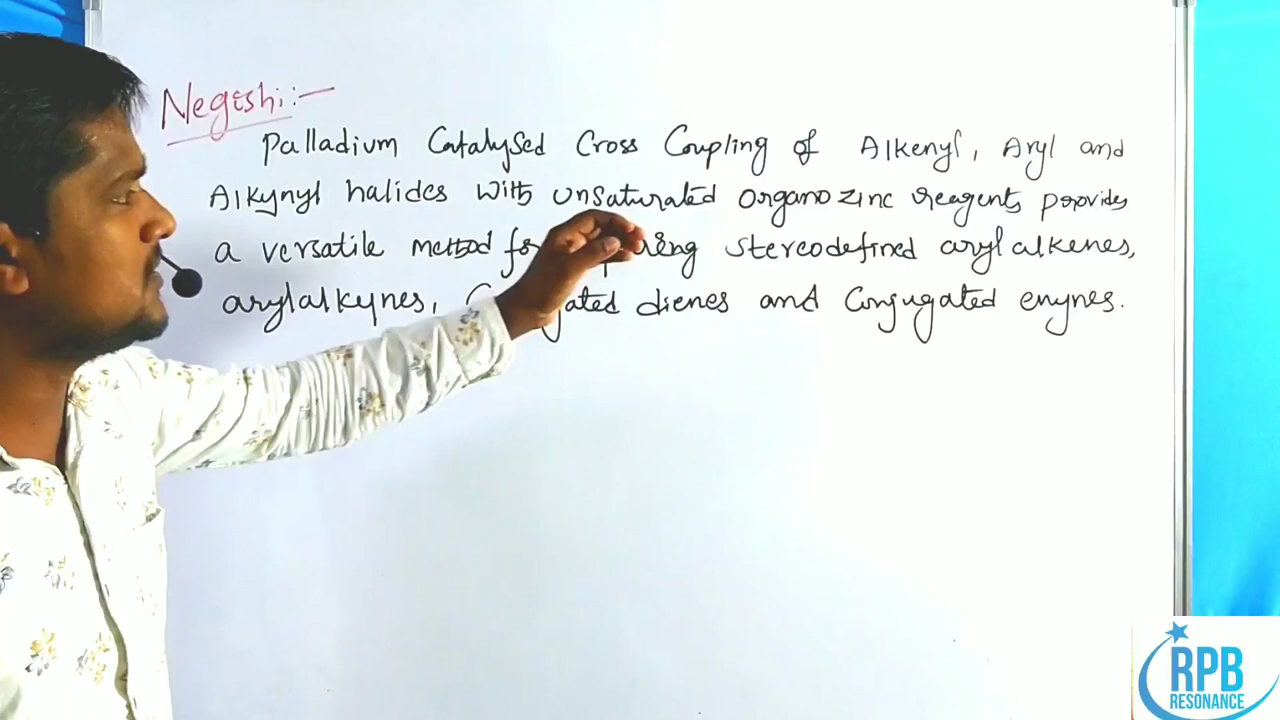 Negishi:-
Palladium Catalysed Cross Coupling of Alkenyl, Aryl and
Alkynyl halides with unsaturated organozinc reagents provides
a versatile method for stereodefined arylalkenes,
arylalkynes, dienes and Conjugated enynes.
RPB
RESONANCE